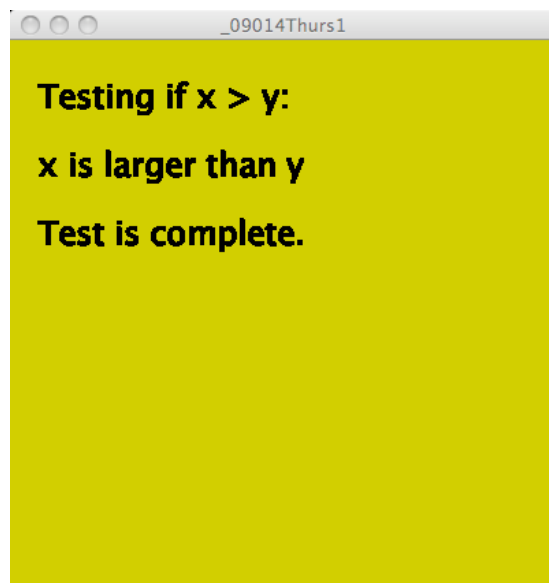 _09014Thurs1
Testing if x > y:
x is larger than y
Test is complete.